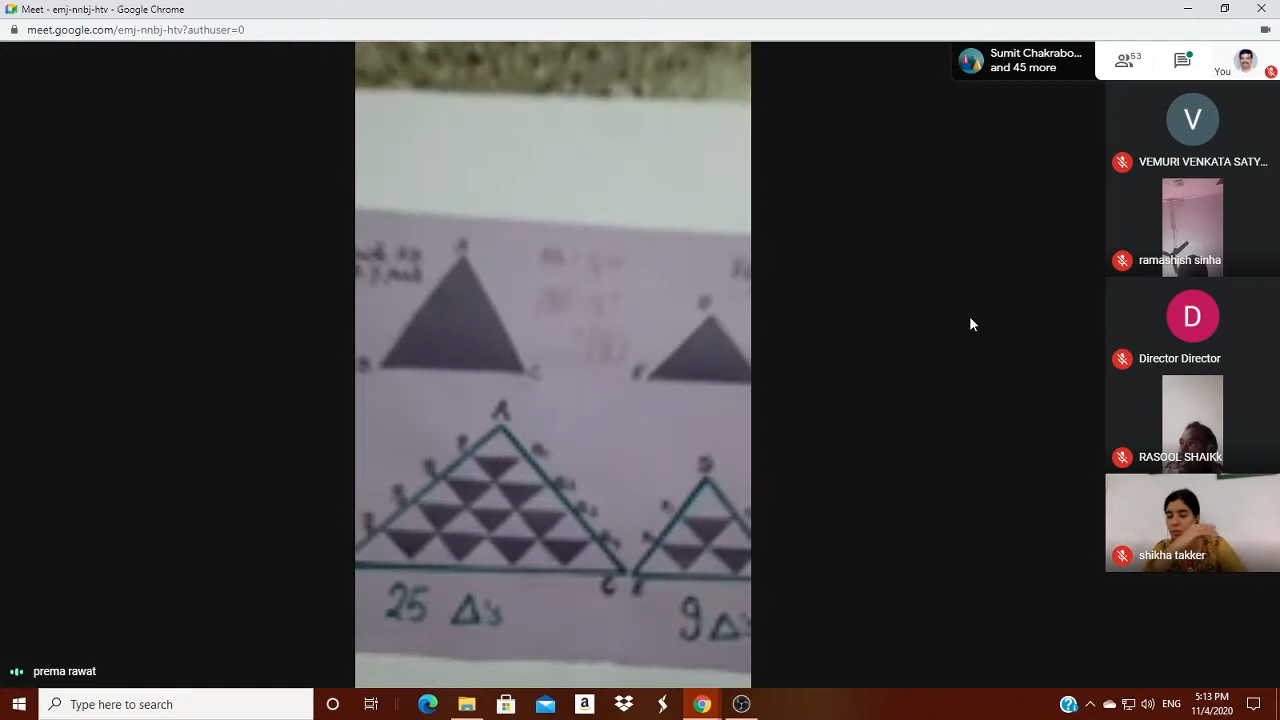 Meet - emj-nnbj-htv - Google Chrome
meet.google.com/emj-nnbj-htv?authuser=0
Sumit Chakrabo...
and 45 more
53
You
V
VEMURI VENKATA SATY...
ramashish sinha
D
Director Director
RASOOL SHAIKk
shikha takker
A
C
A
D
C
E
25 Δ's
9 Δ's
prema rawat
Type here to search
a
ENG
5:13 PM
11/4/2020